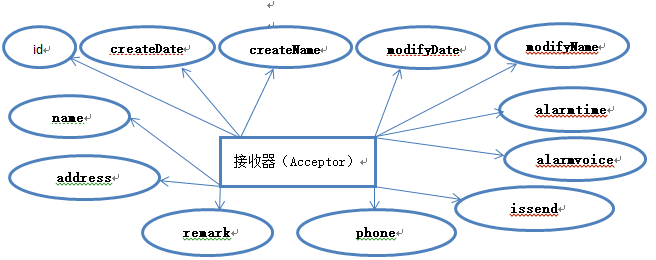 id
createDate
createName
modifyDate
modifyName
name
alarmtime
接收器（Acceptor）
alarmvoice
address
issend
remark
phone